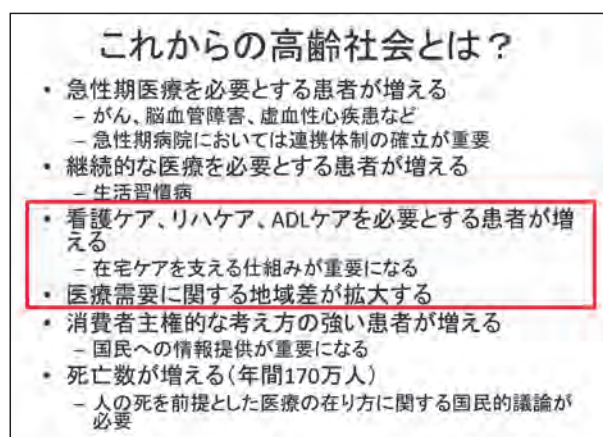 これからの高齢社会とは？
• 急性期医療を必要とする患者が増える
– がん、脳血管障害、虚血性心疾患など
– 急性期病院においては連携体制の確立が重要
• 継続的な医療を必要とする患者が増える
– 生活習慣病
• 看護ケア、リハケア、ADLケアを必要とする患者が増
える
– 在宅ケアを支える仕組みが重要になる
• 医療需要に関する地域差が拡大する
• 消費者主権的な考え方の強い患者が増える
– 国民への情報提供が重要になる
• 死亡数が増える（年間170万人）
– 人の死を前提とした医療の在り方に関する国民的議論が
必要